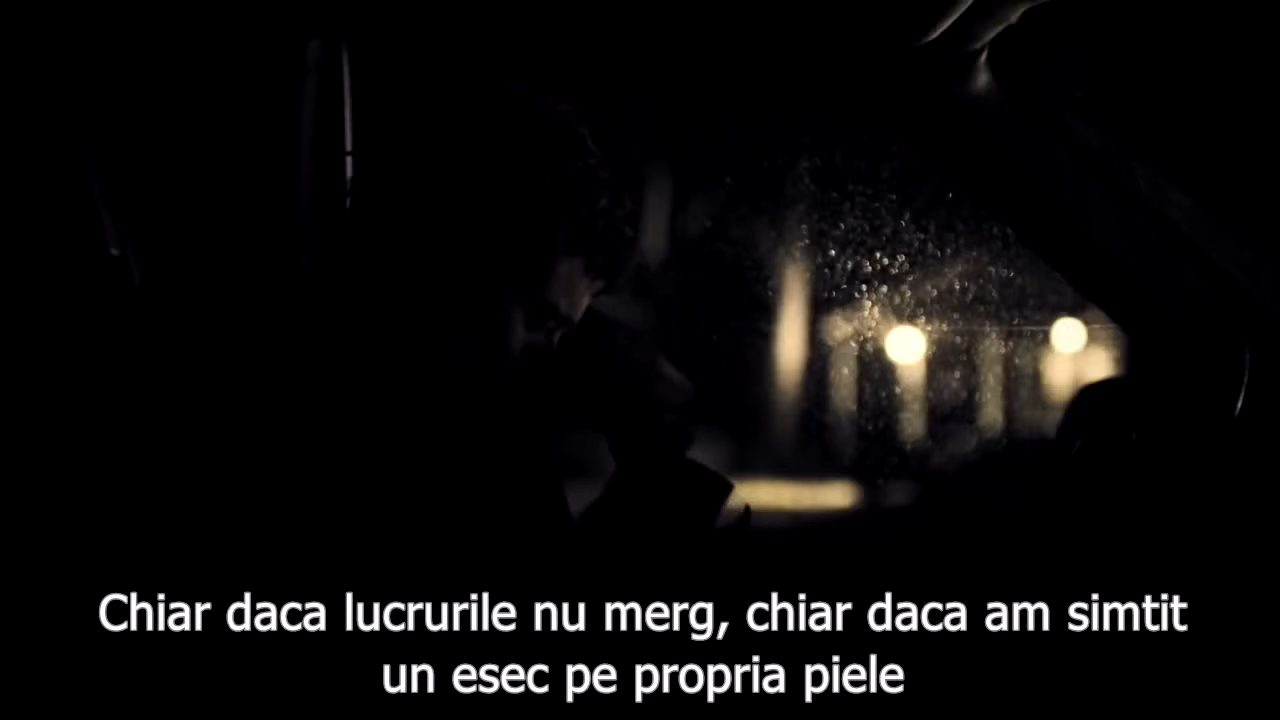 Chiar daca lucrurile nu merg, chiar daca am simtit
un esec pe propria piele